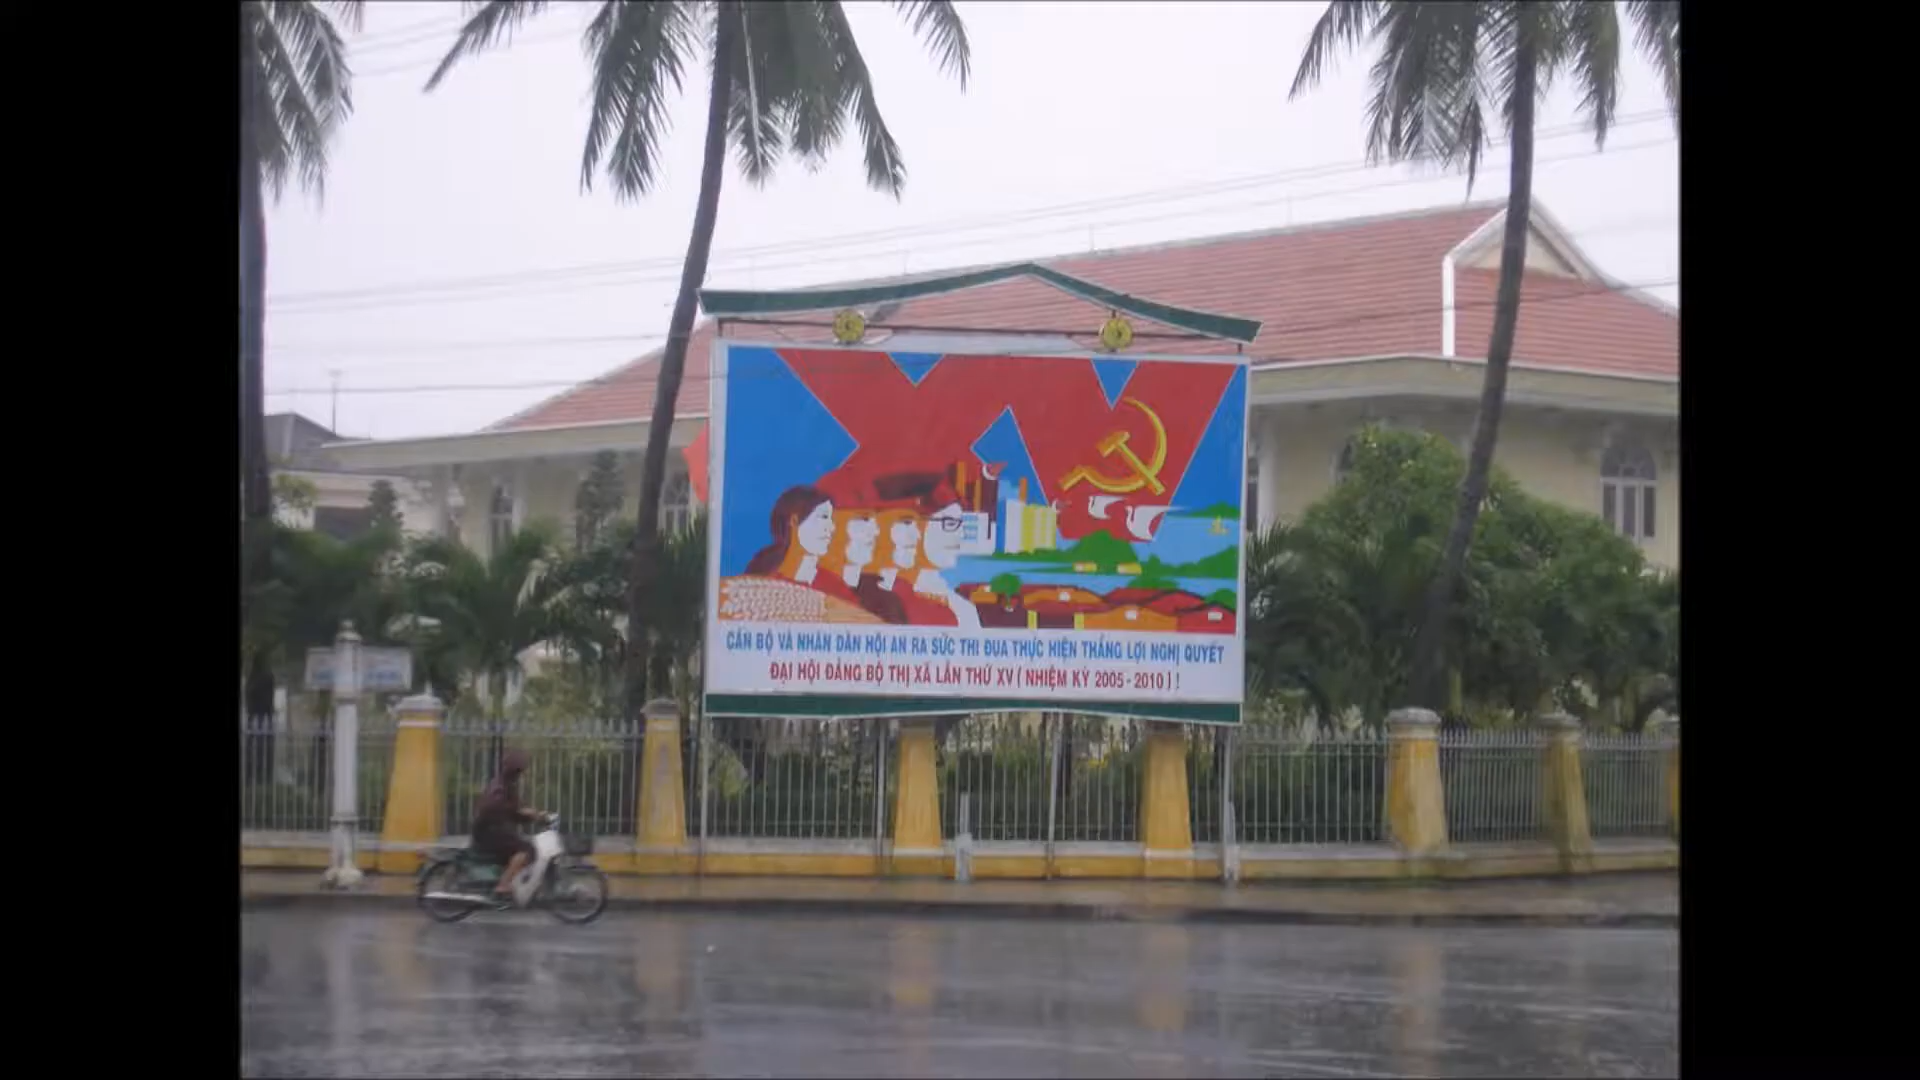 XV
CÁN BỘ VÀ NHÂN DÂN HỘI AN RA SỨC THI ĐUA THỰC HIỆN THẮNG LỢI NGHỊ QUYẾT
ĐẠI HỘI ĐẢNG BỘ THỊ XÃ LẦN THỨ XV ( NHIỆM KỲ 2005 - 2010 ) !